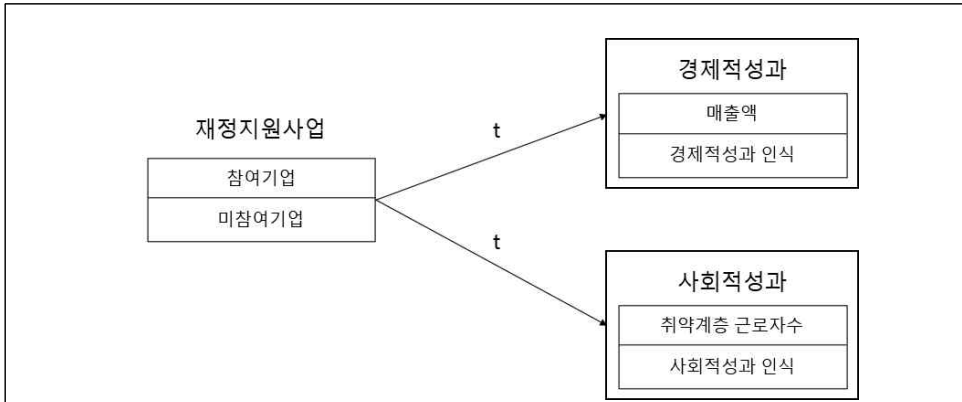 경제적성과
매출액
경제적성과 인식
재정지원사업
참여기업
미참여기업
t
t
사회적성과
취약계층 근로자수
사회적성과 인식